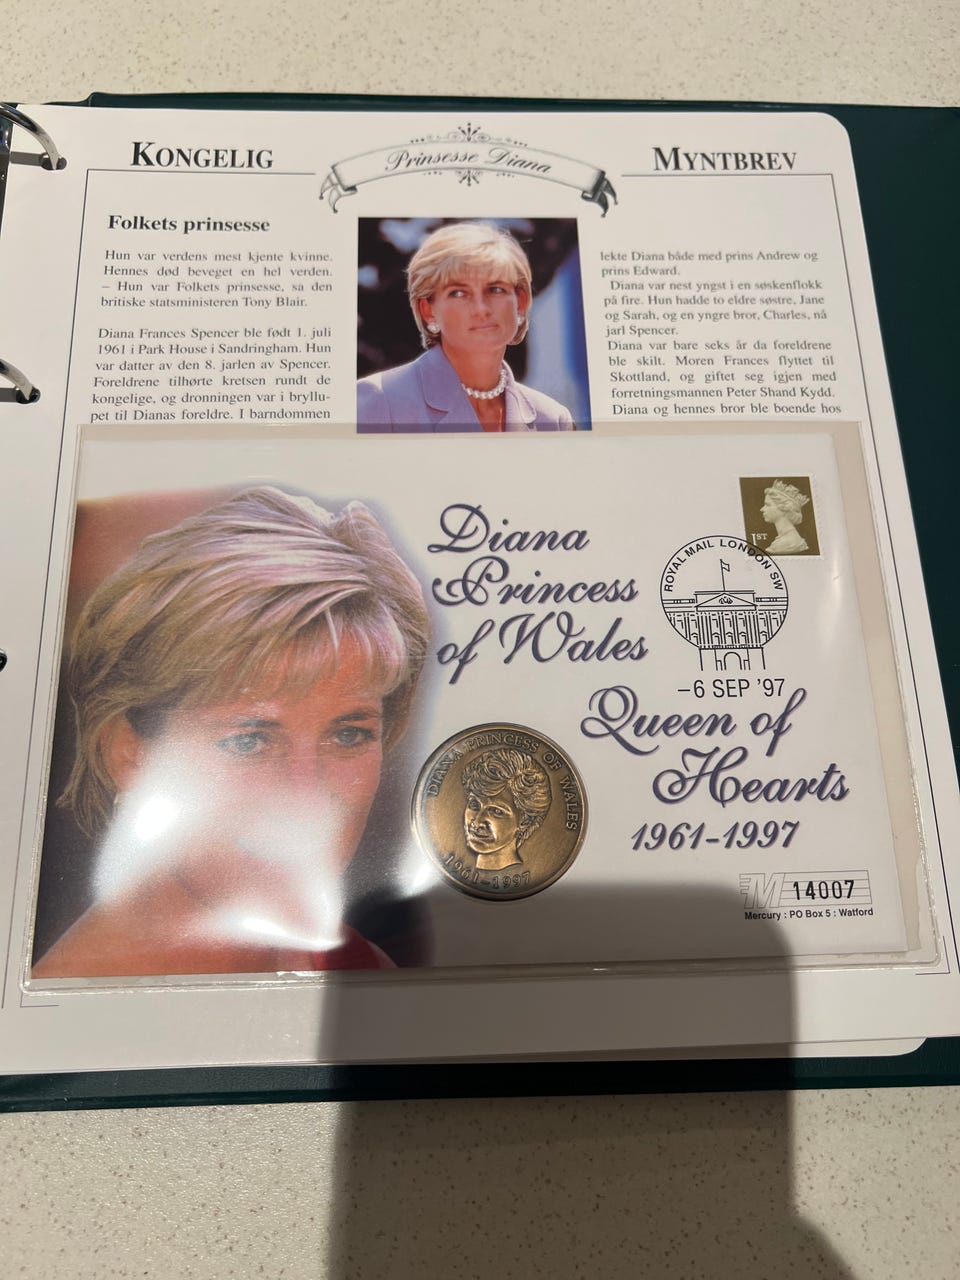 KONGELIG
Prinsesse Diana
MYNTBREV
Folkets prinsesse
Hun var verdens mest kjente kvinne.
Hennes død beveget en hel verden.
– Hun var Folkets prinsesse, sa den
britiske statsministeren Tony Blair.
Diana Frances Spencer ble født 1. juli
1961 i Park House i Sandringham. Hun
var datter av den 8. jarlen av Spencer.
Foreldrene tilhørte kretsen rundt de
kongelige, og dronningen var i bryllu-
pet til Dianas foreldre. I barndommen
lekte Diana både med prins Andrew og
prins Edward.
Diana var nest yngst i en søskenflokk
på fire. Hun hadde to eldre søstre, Jane
og Sarah, og en yngre bror, Charles, nå
jarl Spencer.
Diana var bare seks år da foreldrene
ble skilt. Moren Frances flyttet til
Skottland, og giftet seg igjen med
forretningsmannen Peter Shand Kydd.
Diana og hennes bror ble boende hos
Diana
Princess
of Wales
Queen of
Hearts
1961-1997
1ST
ROYAL MAIL LONDON SW
-6 SEP '97
DIANA PRINCESS OF WALES
1961-1997
M 14007
Mercury : PO Box 5 : Watford